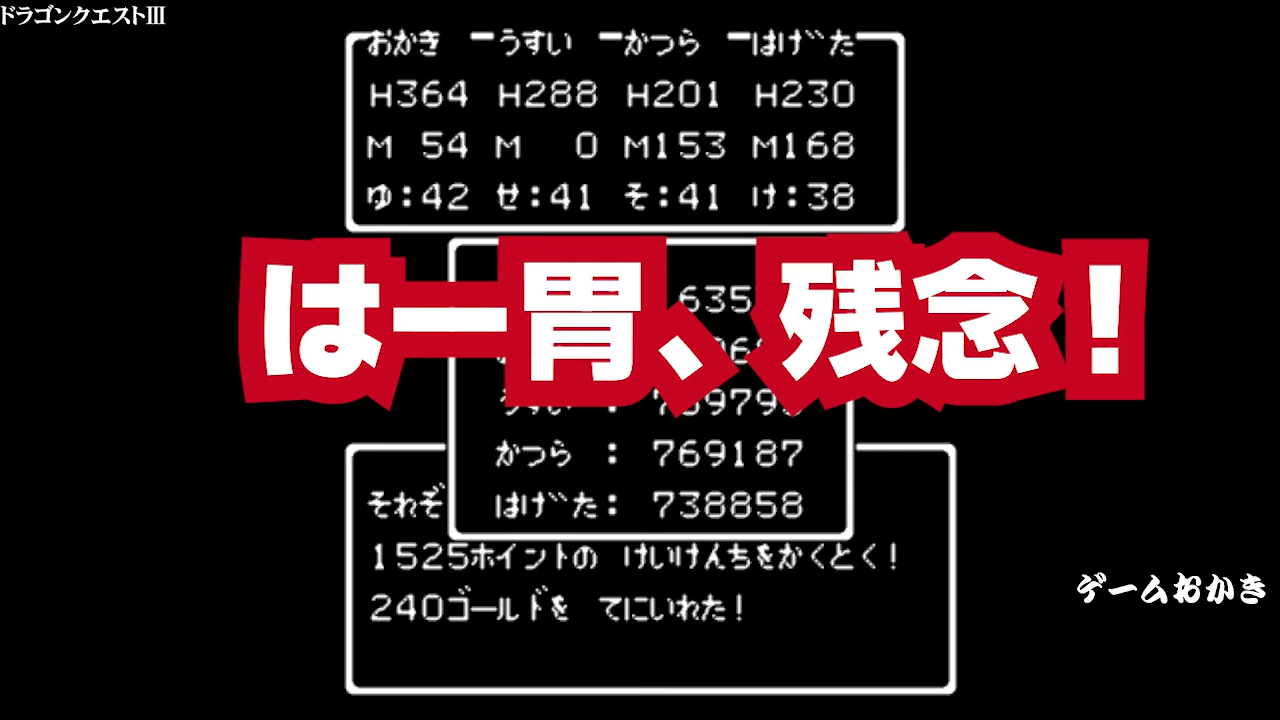 ドラゴンクエストⅢ
おかき うすい かつら はげ゛た
H364 H288 H201 H230
M 54 M 0 M153 M168
ゆ:42 せ:41 そ:41 け:38
635
は一胃、残念！
かつら : 769187
はげ゛た: 738858
それぞ
1525ポイントの けいけんちをかくとく！
240ゴールドを てにいれた！
ゲームおかき